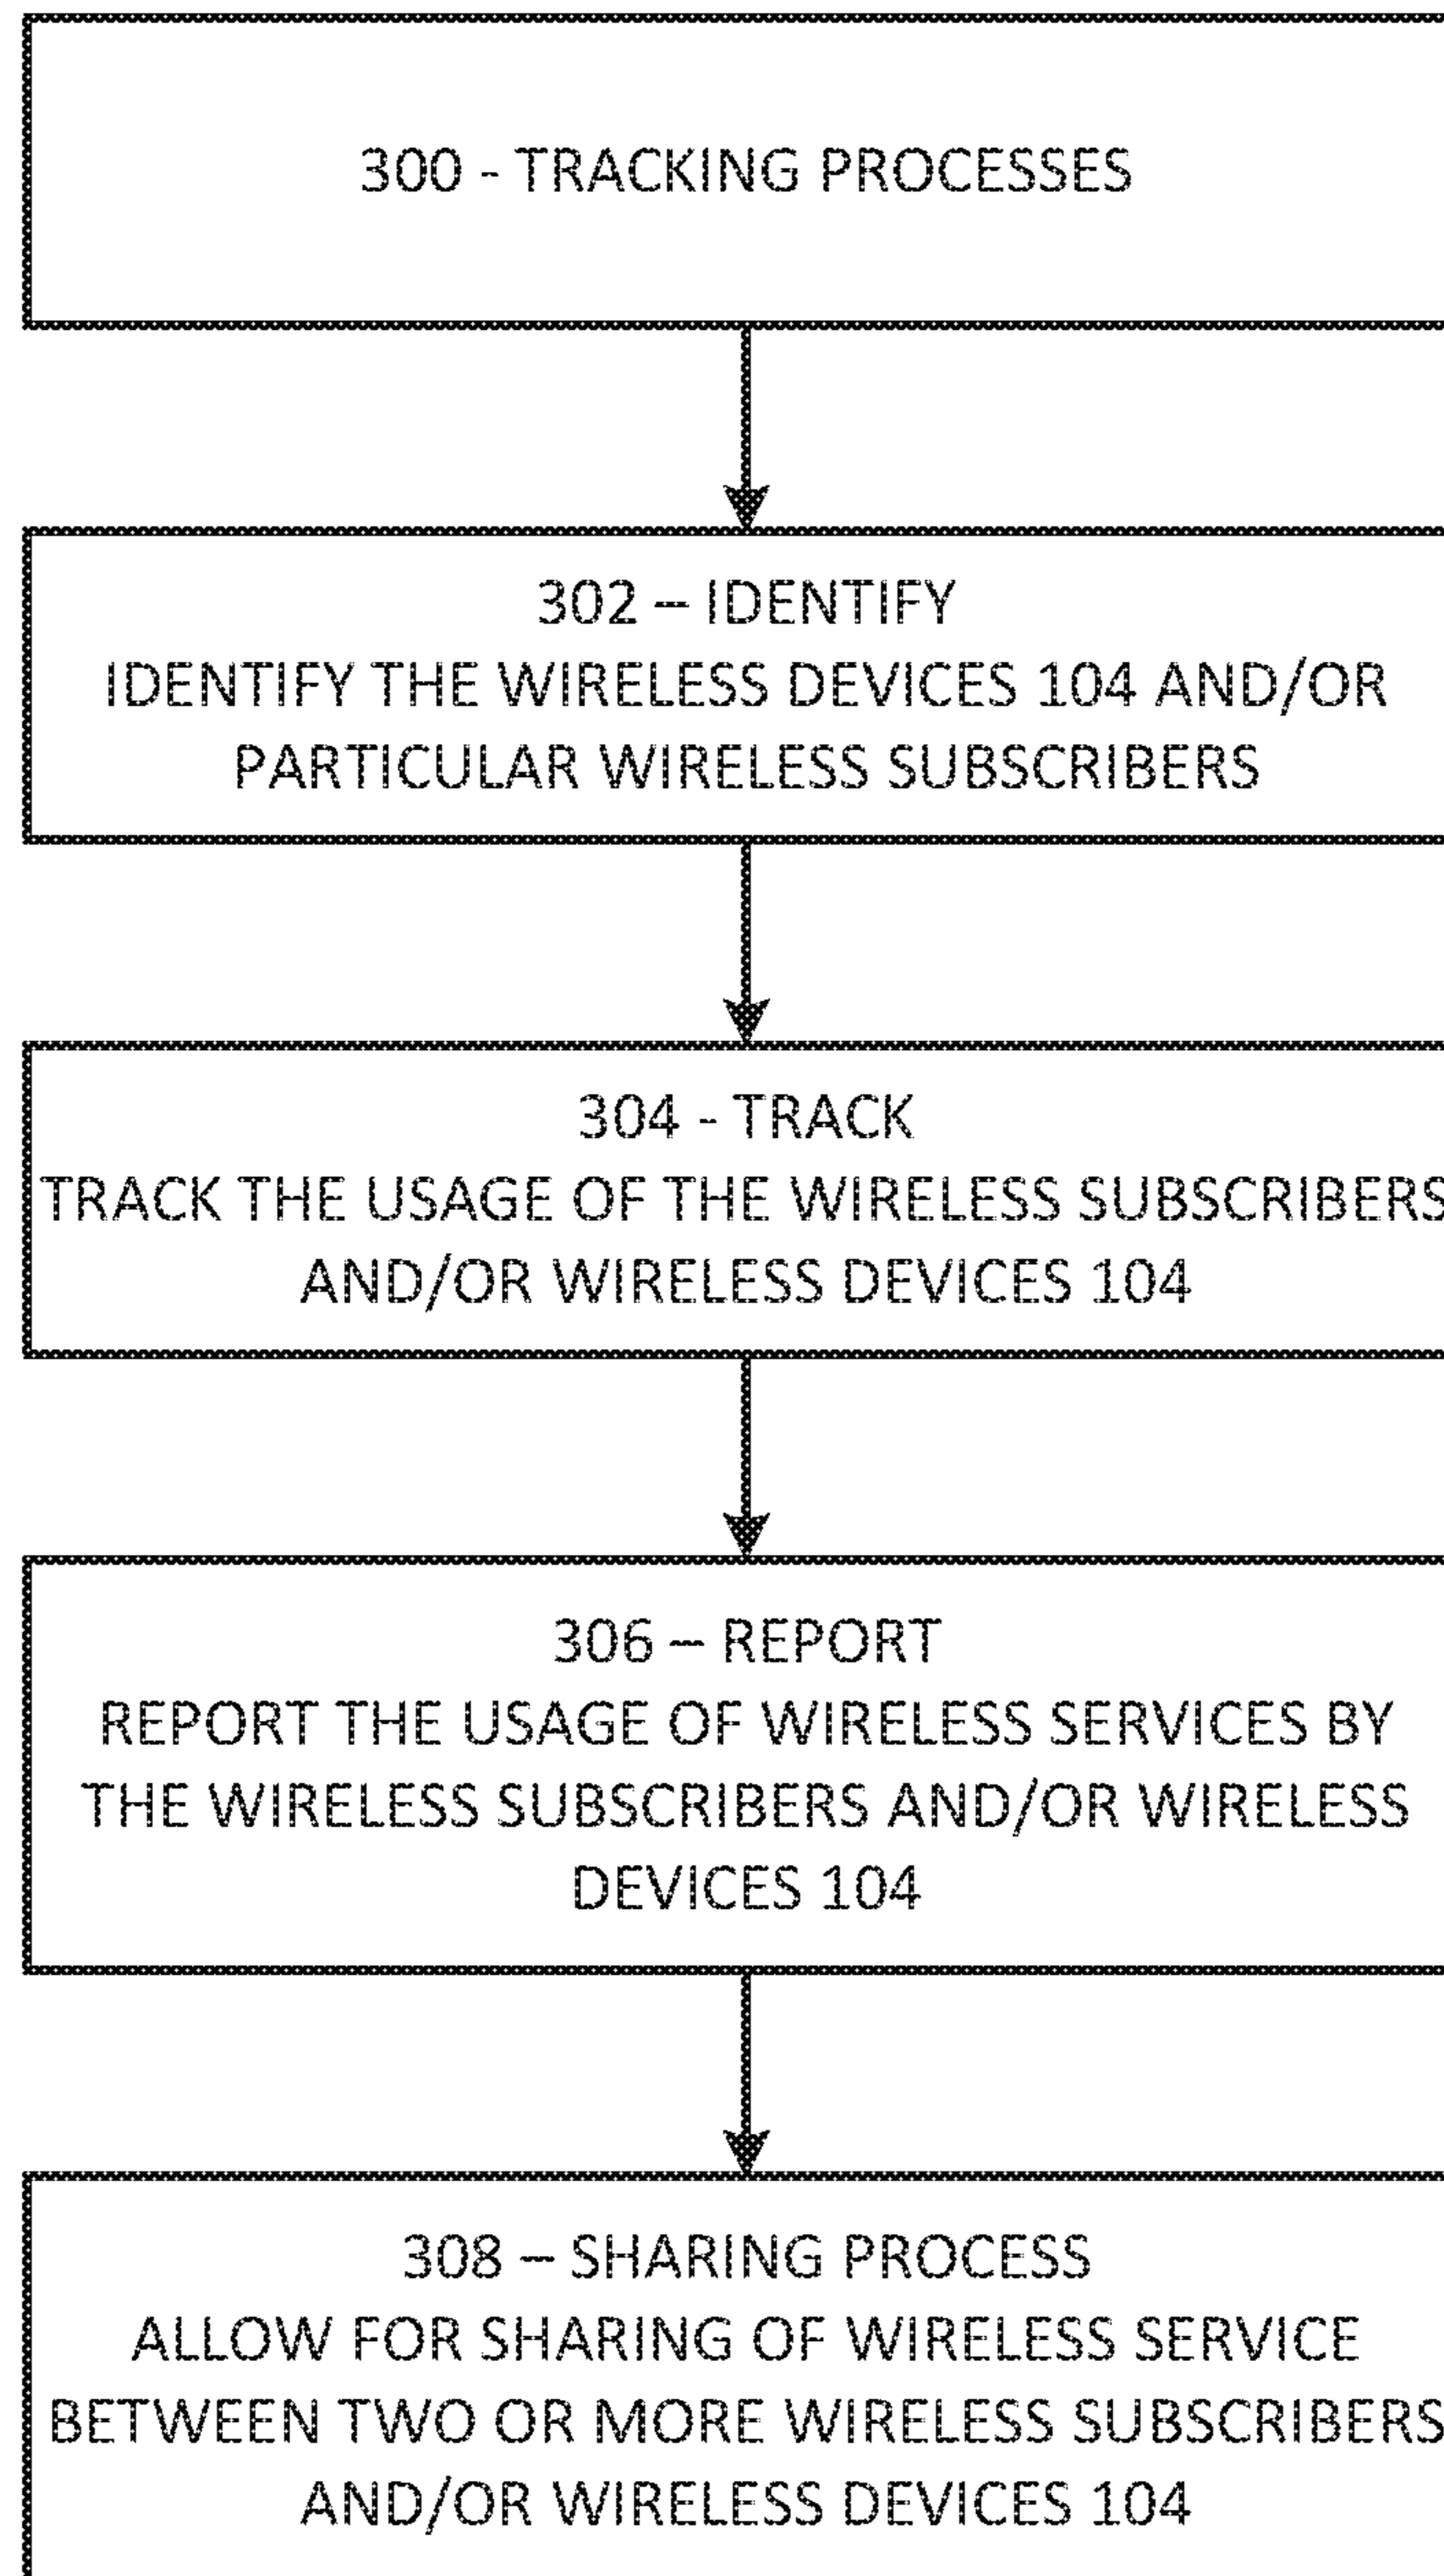 300 - TRACKING PROCESSES
302 – IDENTIFY
IDENTIFY THE WIRELESS DEVICES 104 AND/OR
PARTICULAR WIRELESS SUBSCRIBERS
304 - TRACK
TRACK THE USAGE OF THE WIRELESS SUBSCRIBERS
AND/OR WIRELESS DEVICES 104
306 – REPORT
REPORT THE USAGE OF WIRELESS SERVICES BY
THE WIRELESS SUBSCRIBERS AND/OR WIRELESS
DEVICES 104
308 – SHARING PROCESS
ALLOW FOR SHARING OF WIRELESS SERVICE
BETWEEN TWO OR MORE WIRELESS SUBSCRIBERS
AND/OR WIRELESS DEVICES 104